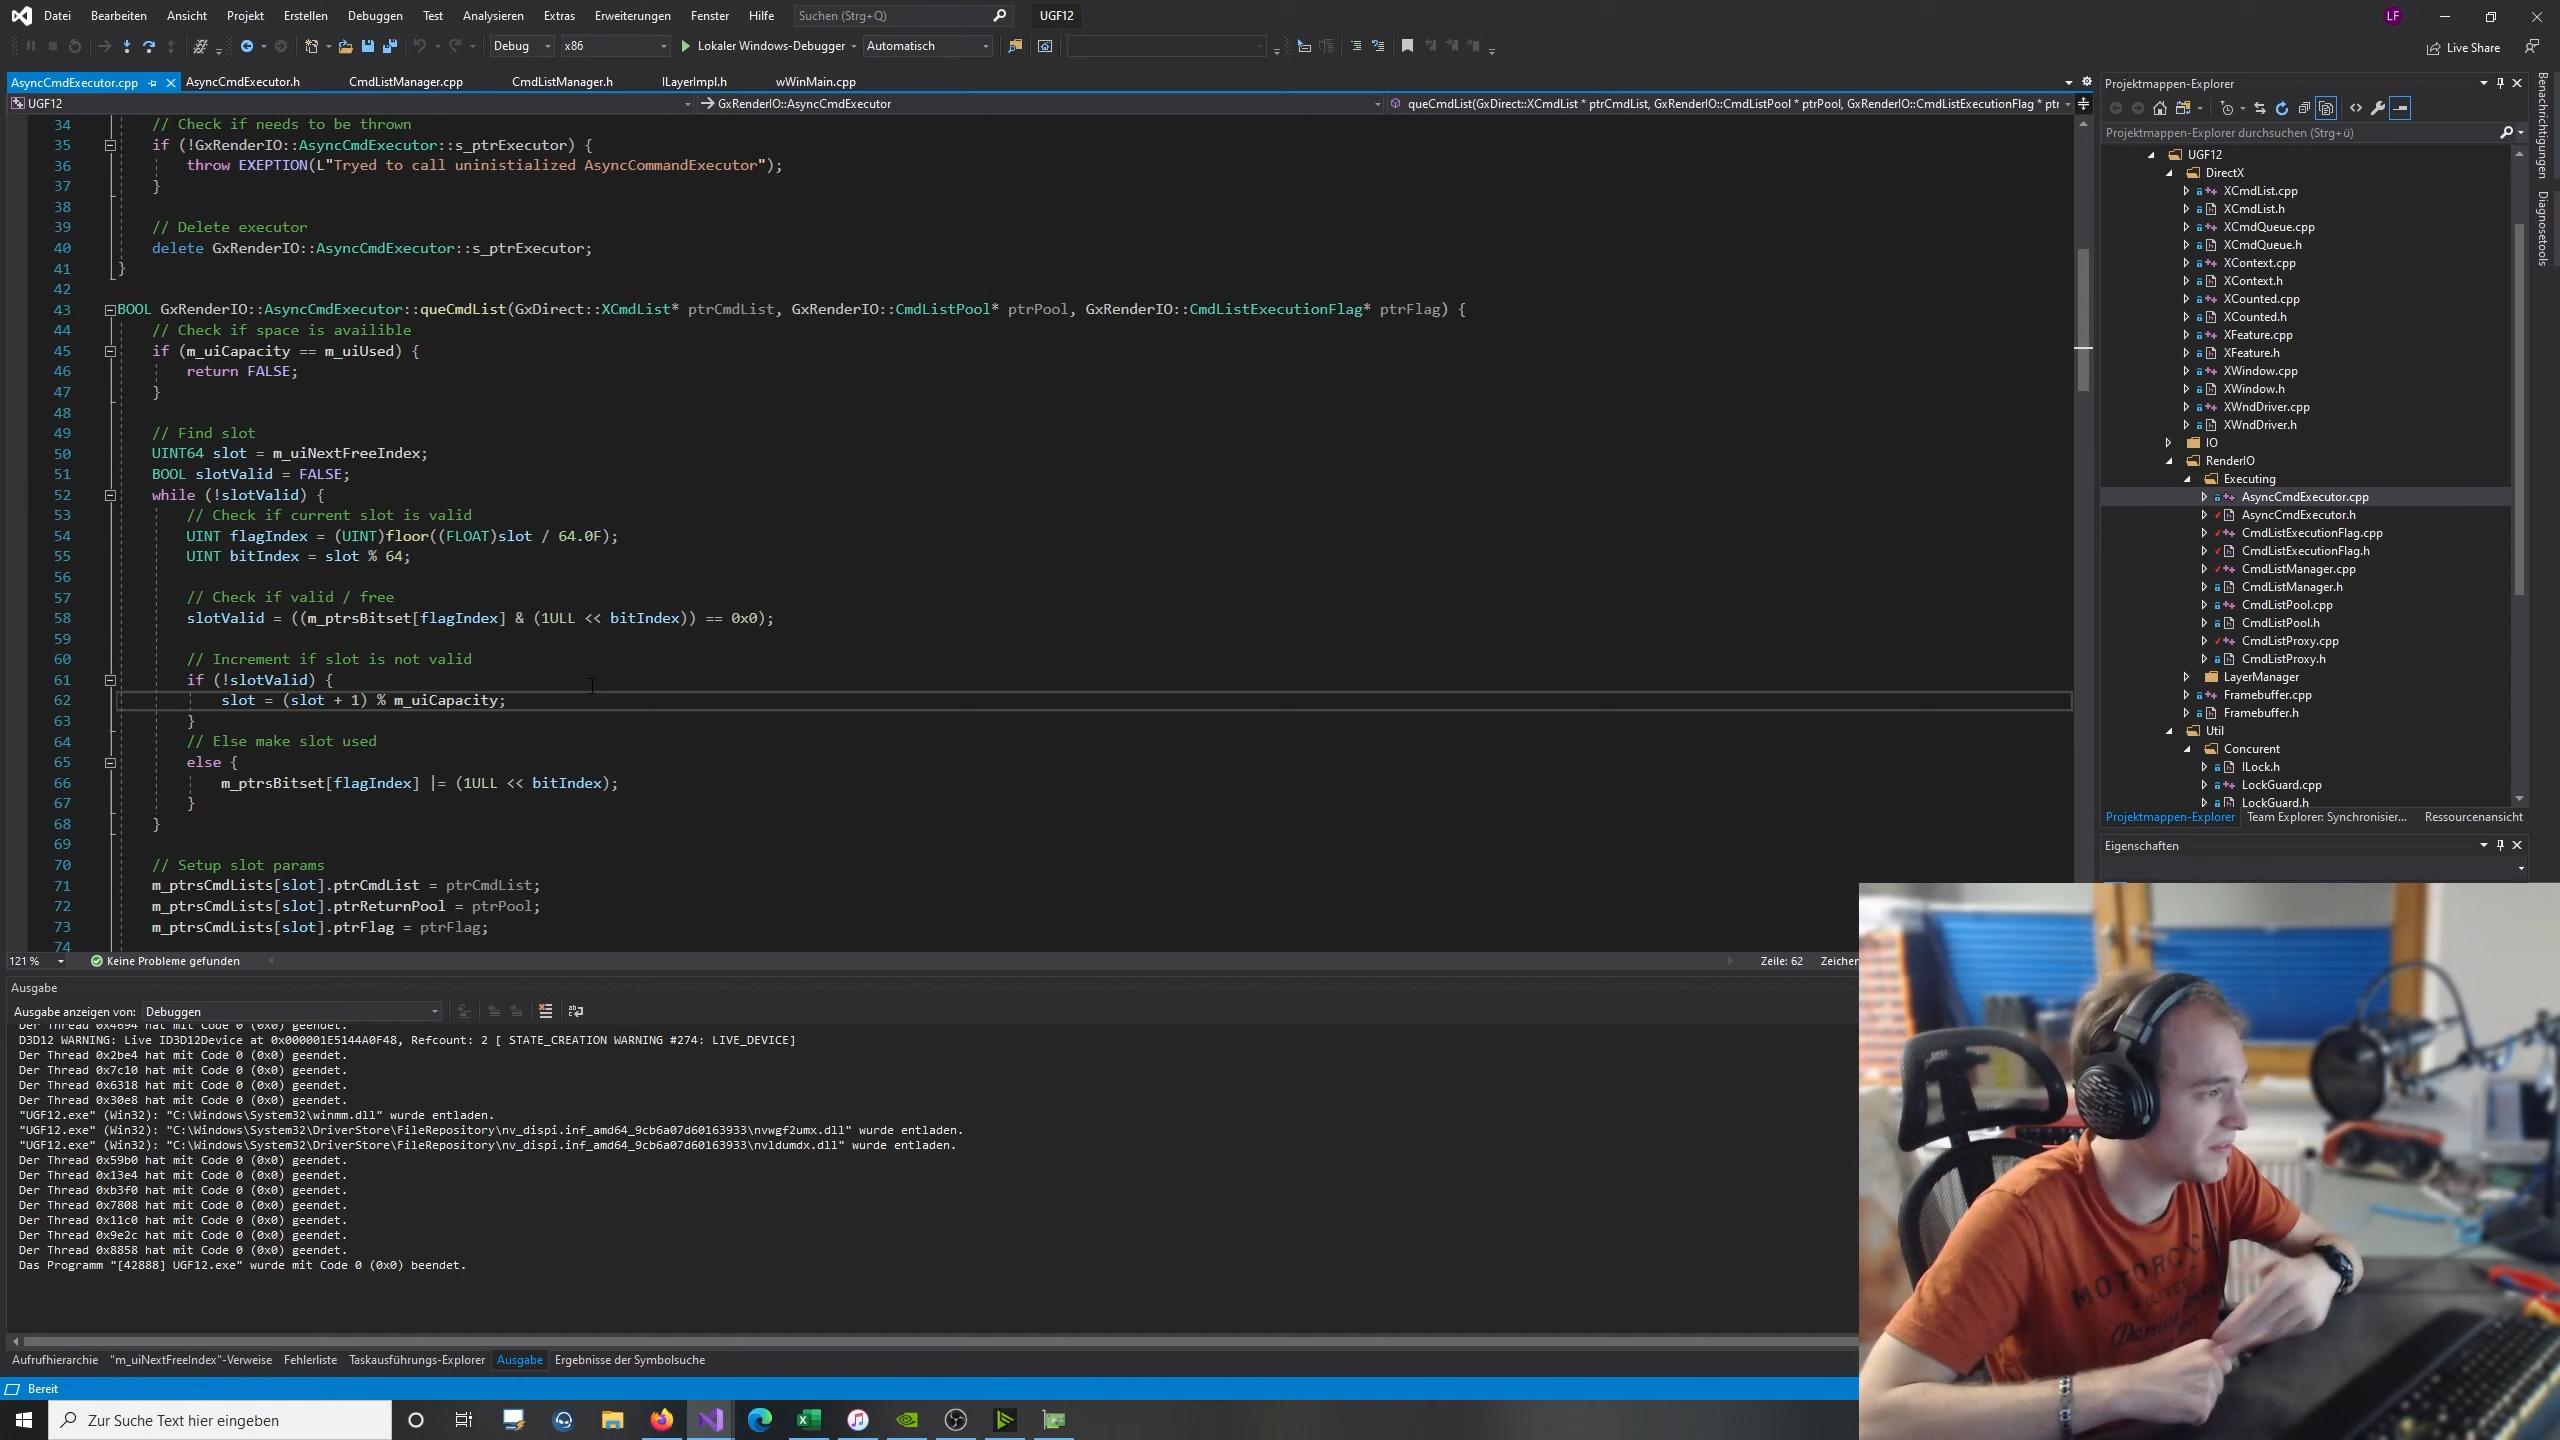 Datei Bearbeiten Ansicht Projekt Erstellen Debuggen Test Analysieren Extras Erweiterungen Fenster Hilfe Suchen (Strg+Q) UGF12 LF
Debug x86 Lokaler Windows-Debugger Automatisch Live Share
AsyncCmdExecutor.cpp AsyncCmdExecutor.h CmdListManager.cpp CmdListManager.h ILayerImpl.h wWinMain.cpp
UGF12 GxRenderIO::AsyncCmdExecutor queCmdList(GxDirect::XCmdList * ptrCmdList, GxRenderIO::CmdListPool * ptrPool, GxRenderIO::CmdListExecutionFlag * ptr
34 // Check if needs to be thrown
35 if (!GxRenderIO::AsyncCmdExecutor::s_ptrExecutor) {
36 throw EXEPTION(L"Tryed to call uninistialized AsyncCommandExecutor");
37 }
38
39 // Delete executor
40 delete GxRenderIO::AsyncCmdExecutor::s_ptrExecutor;
41 }
42
43 BOOL GxRenderIO::AsyncCmdExecutor::queCmdList(GxDirect::XCmdList* ptrCmdList, GxRenderIO::CmdListPool* ptrPool, GxRenderIO::CmdListExecutionFlag* ptrFlag) {
44 // Check if space is availible
45 if (m_uiCapacity == m_uiUsed) {
46 return FALSE;
47 }
48
49 // Find slot
50 UINT64 slot = m_uiNextFreeIndex;
51 BOOL slotValid = FALSE;
52 while (!slotValid) {
53 // Check if current slot is valid
54 UINT flagIndex = (UINT)floor((FLOAT)slot / 64.0F);
55 UINT bitIndex = slot % 64;
56
57 // Check if valid / free
58 slotValid = ((m_ptrsBitset[flagIndex] & (1ULL << bitIndex)) == 0x0);
59
60 // Increment if slot is not valid
61 if (!slotValid) {
62 slot = (slot + 1) % m_uiCapacity;
63 }
64 // Else make slot used
65 else {
66 m_ptrsBitset[flagIndex] |= (1ULL << bitIndex);
67 }
68 }
69
70 // Setup slot params
71 m_ptrsCmdLists[slot].ptrCmdList = ptrCmdList;
72 m_ptrsCmdLists[slot].ptrReturnPool = ptrPool;
73 m_ptrsCmdLists[slot].ptrFlag = ptrFlag;
74
121 % Keine Probleme gefunden Zeile: 62 Zeichen
Ausgabe
Ausgabe anzeigen von: Debuggen
Der Thread 0x4694 hat mit Code 0 (0x0) geendet.
D3D12 WARNING: Live ID3D12Device at 0x000001E5144A0F48, Refcount: 2 [ STATE_CREATION WARNING #274: LIVE_DEVICE]
Der Thread 0x2be4 hat mit Code 0 (0x0) geendet.
Der Thread 0x7c10 hat mit Code 0 (0x0) geendet.
Der Thread 0x6318 hat mit Code 0 (0x0) geendet.
Der Thread 0x30e8 hat mit Code 0 (0x0) geendet.
"UGF12.exe" (Win32): "C:\Windows\System32\winmm.dll" wurde entladen.
"UGF12.exe" (Win32): "C:\Windows\System32\DriverStore\FileRepository\nv_dispi.inf_amd64_9cb6a07d60163933\nvwgf2umx.dll" wurde entladen.
"UGF12.exe" (Win32): "C:\Windows\System32\DriverStore\FileRepository\nv_dispi.inf_amd64_9cb6a07d60163933\nvldumdx.dll" wurde entladen.
Der Thread 0x59b0 hat mit Code 0 (0x0) geendet.
Der Thread 0x13e4 hat mit Code 0 (0x0) geendet.
Der Thread 0xb3f0 hat mit Code 0 (0x0) geendet.
Der Thread 0x7808 hat mit Code 0 (0x0) geendet.
Der Thread 0x11c0 hat mit Code 0 (0x0) geendet.
Der Thread 0x9e2c hat mit Code 0 (0x0) geendet.
Der Thread 0x8858 hat mit Code 0 (0x0) geendet.
Das Programm "[42888] UGF12.exe" wurde mit Code 0 (0x0) beendet.
Aufrufhierarchie "m_uiNextFreeIndex"-Verweise Fehlerliste Taskausführungs-Explorer Ausgabe Ergebnisse der Symbolsuche
Bereit
Zur Suche Text hier eingeben
Projektmappen-Explorer
Projektmappen-Explorer durchsuchen (Strg+ü)
UGF12
DirectX
XCmdList.cpp
XCmdList.h
XCmdQueue.cpp
XCmdQueue.h
XContext.cpp
XContext.h
XCounted.cpp
XCounted.h
XFeature.cpp
XFeature.h
XWindow.cpp
XWindow.h
XWndDriver.cpp
XWndDriver.h
IO
RenderIO
Executing
AsyncCmdExecutor.cpp
AsyncCmdExecutor.h
CmdListExecutionFlag.cpp
CmdListExecutionFlag.h
CmdListManager.cpp
CmdListManager.h
CmdListPool.cpp
CmdListPool.h
CmdListProxy.cpp
CmdListProxy.h
LayerManager
Framebuffer.cpp
Framebuffer.h
Util
Concurent
ILock.h
LockGuard.cpp
LockGuard.h
Projektmappen-Explorer Team Explorer: Synchronisier... Ressourcenansicht
Eigenschaften
Benachrichtigungen
Diagnosetools